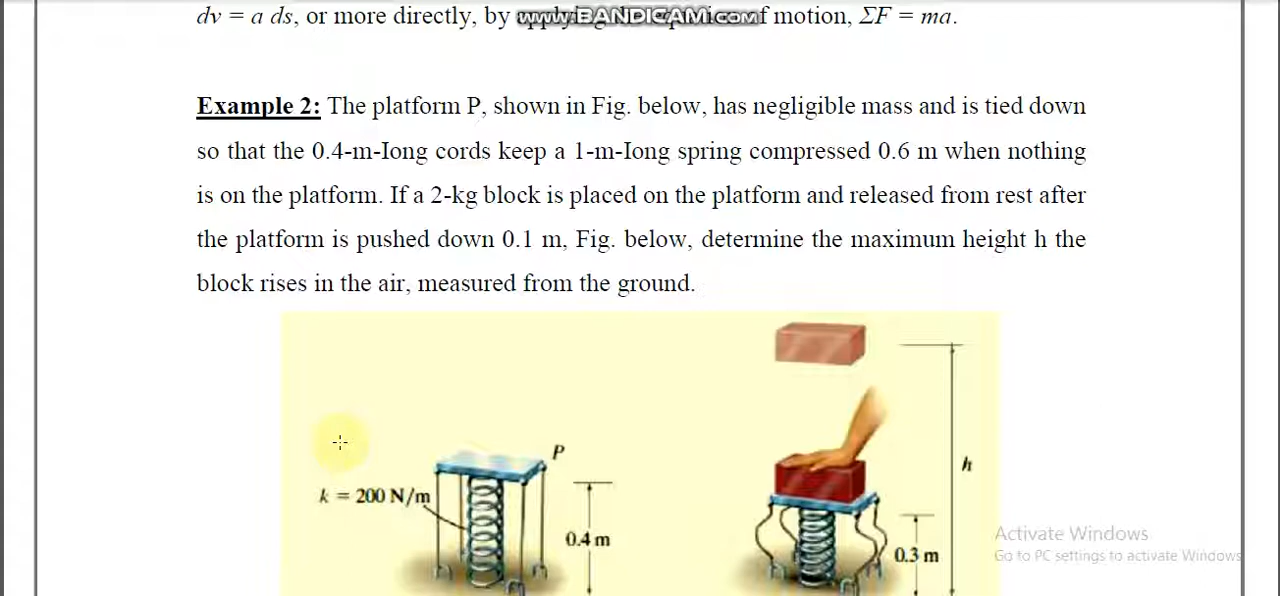 dv = a ds, or more directly, by of motion, ΣF = ma.
www.BANDICAM.com
Example 2: The platform P, shown in Fig. below, has negligible mass and is tied down
so that the 0.4-m-Iong cords keep a 1-m-Iong spring compressed 0.6 m when nothing
is on the platform. If a 2-kg block is placed on the platform and released from rest after
the platform is pushed down 0.1 m, Fig. below, determine the maximum height h the
block rises in the air, measured from the ground.
P
h
k = 200 N/m
0.4 m
0.3 m
Activate Windows
Go to PC settings to activate Windows